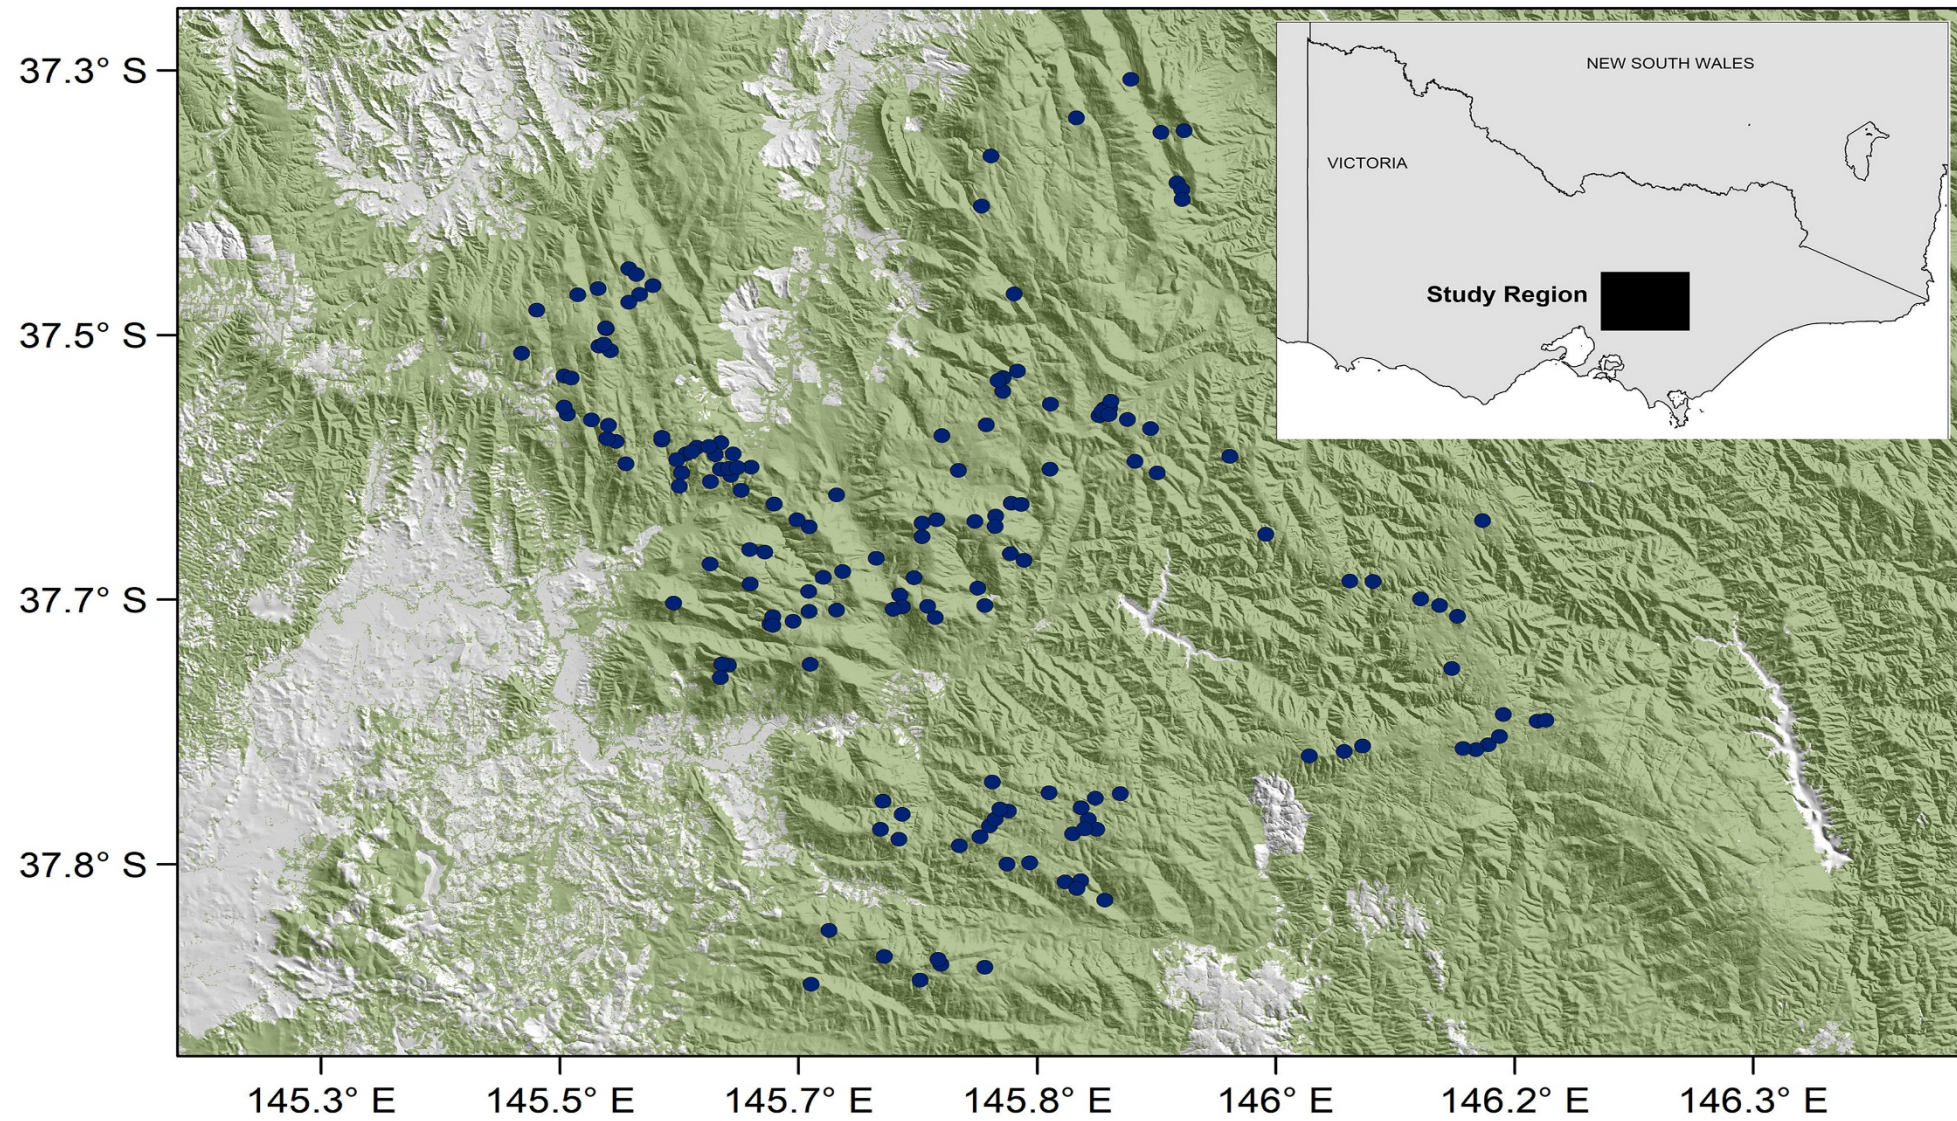 37.3° S
NEW SOUTH WALES
VICTORIA
Study Region
37.5° S
37.7° S
37.8° S
145.3° E
145.5° E
145.7° E
145.8° E
146° E
146.2° E
146.3° E